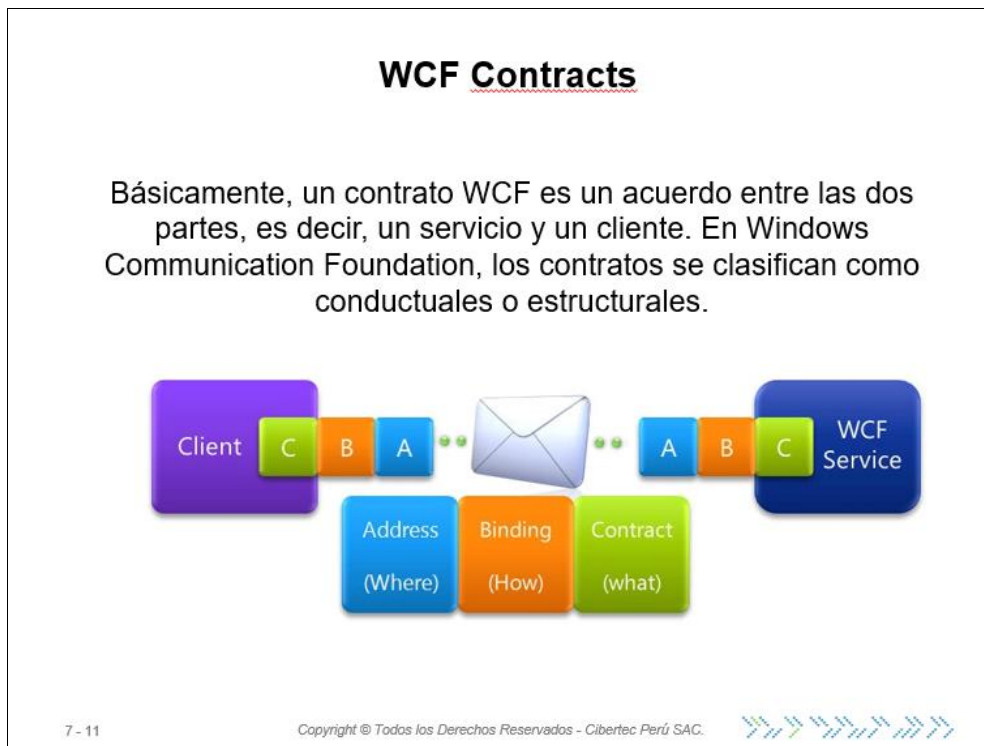 WCF Contracts
Básicamente, un contrato WCF es un acuerdo entre las dos
partes, es decir, un servicio y un cliente. En Windows
Communication Foundation, los contratos se clasifican como
conductuales o estructurales.
Client C B A A B C WCF Service
Address Binding Contract
(Where) (How) (what)
7 - 11 Copyright © Todos los Derechos Reservados - Cibertec Perú SAC.